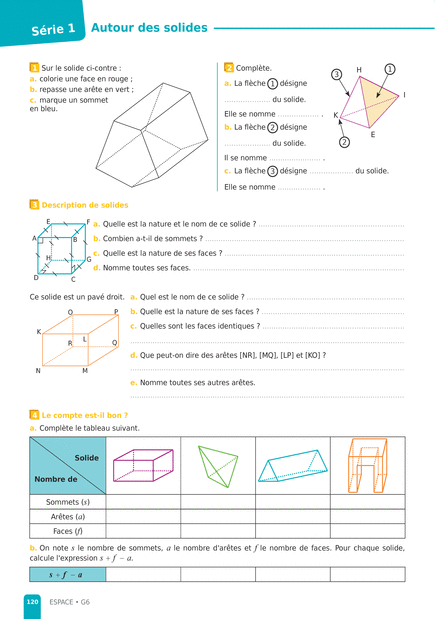 Série 1
Autour des solides
1 Sur le solide ci-contre :
a. colorie une face en rouge ;
b. repasse une arête en vert ;
c. marque un sommet
en bleu.
2 Complète.
a. La flèche 1 désigne
.................... du solide.
Elle se nomme .................. .
b. La flèche 2 désigne
.................... du solide.
Il se nomme ...................... .
c. La flèche 3 désigne .................... du solide.
Elle se nomme ...................... .
3 1
H
I
K
E
2
3 Description de solides
E F
A B
H G
D C
a. Quelle est la nature et le nom de ce solide ? ....................
b. Combien a-t-il de sommets ? ....................
c. Quelle est la nature de ses faces ? ....................
d. Nomme toutes ses faces. ....................
Ce solide est un pavé droit. a. Quel est le nom de ce solide ? ....................
O P
K L
R Q
N M
b. Quelle est la nature de ses faces ? ....................
c. Quelles sont les faces identiques ? ....................
....................
d. Que peut-on dire des arêtes [NR], [MQ], [LP] et [KO] ?
....................
e. Nomme toutes ses autres arêtes.
....................
4 Le compte est-il bon ?
a. Complète le tableau suivant.
Solide
Nombre de
Sommets (s)
Arêtes (a)
Faces (f)
b. On note s le nombre de sommets, a le nombre d'arêtes et f le nombre de faces. Pour chaque solide,
calcule l'expression s + f − a.
s + f − a
120 ESPACE • G6